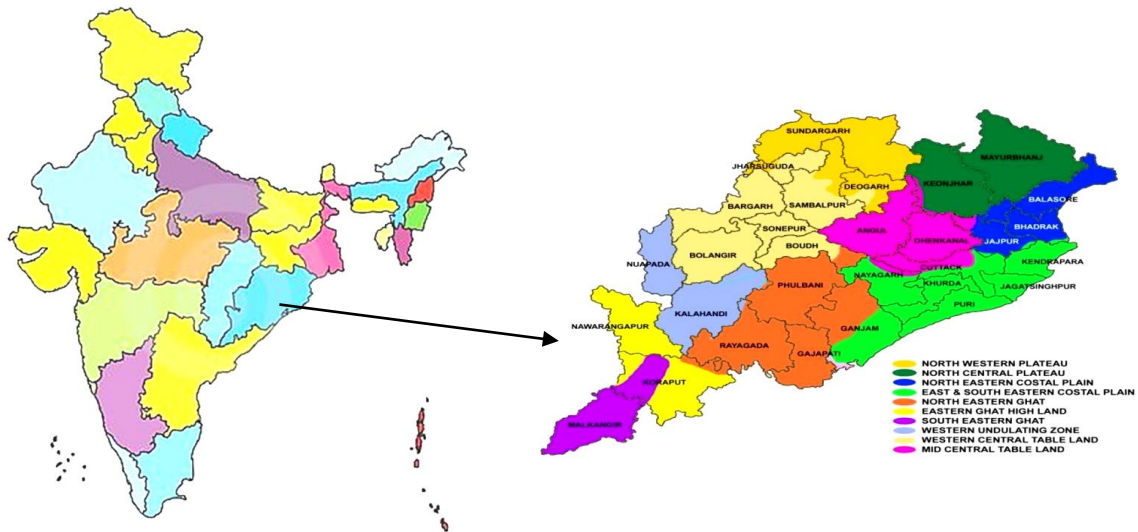 SUNDARGARH
MAYURBHANJ
JHARSUGUDA
KEONJHAR
DEOGARH
BALASORE
BARGARH
SAMBALPUR
SONEPUR
ANGUL
BHADRAK
DHENKANAL
JAJPUR
BOUDH
BOLANGIR
KENDRAPARA
NUAPADA
CUTTACK
NAYAGARH
PHULBANI
KHURDA
JAGATSINGHPUR
PURI
KALAHANDI
NAWARANGAPUR
GANJAM
RAYAGADA
GAJAPATI
KORAPUT
MALKANGIRI
NORTH WESTERN PLATEAU
NORTH CENTRAL PLATEAU
NORTH EASTERN COSTAL PLAIN
EAST & SOUTH EASTERN COSTAL PLAIN
NORTH EASTERN GHAT
EASTERN GHAT HIGH LAND
SOUTH EASTERN GHAT
WESTERN UNDULATING ZONE
WESTERN CENTRAL TABLE LAND
MID CENTRAL TABLE LAND